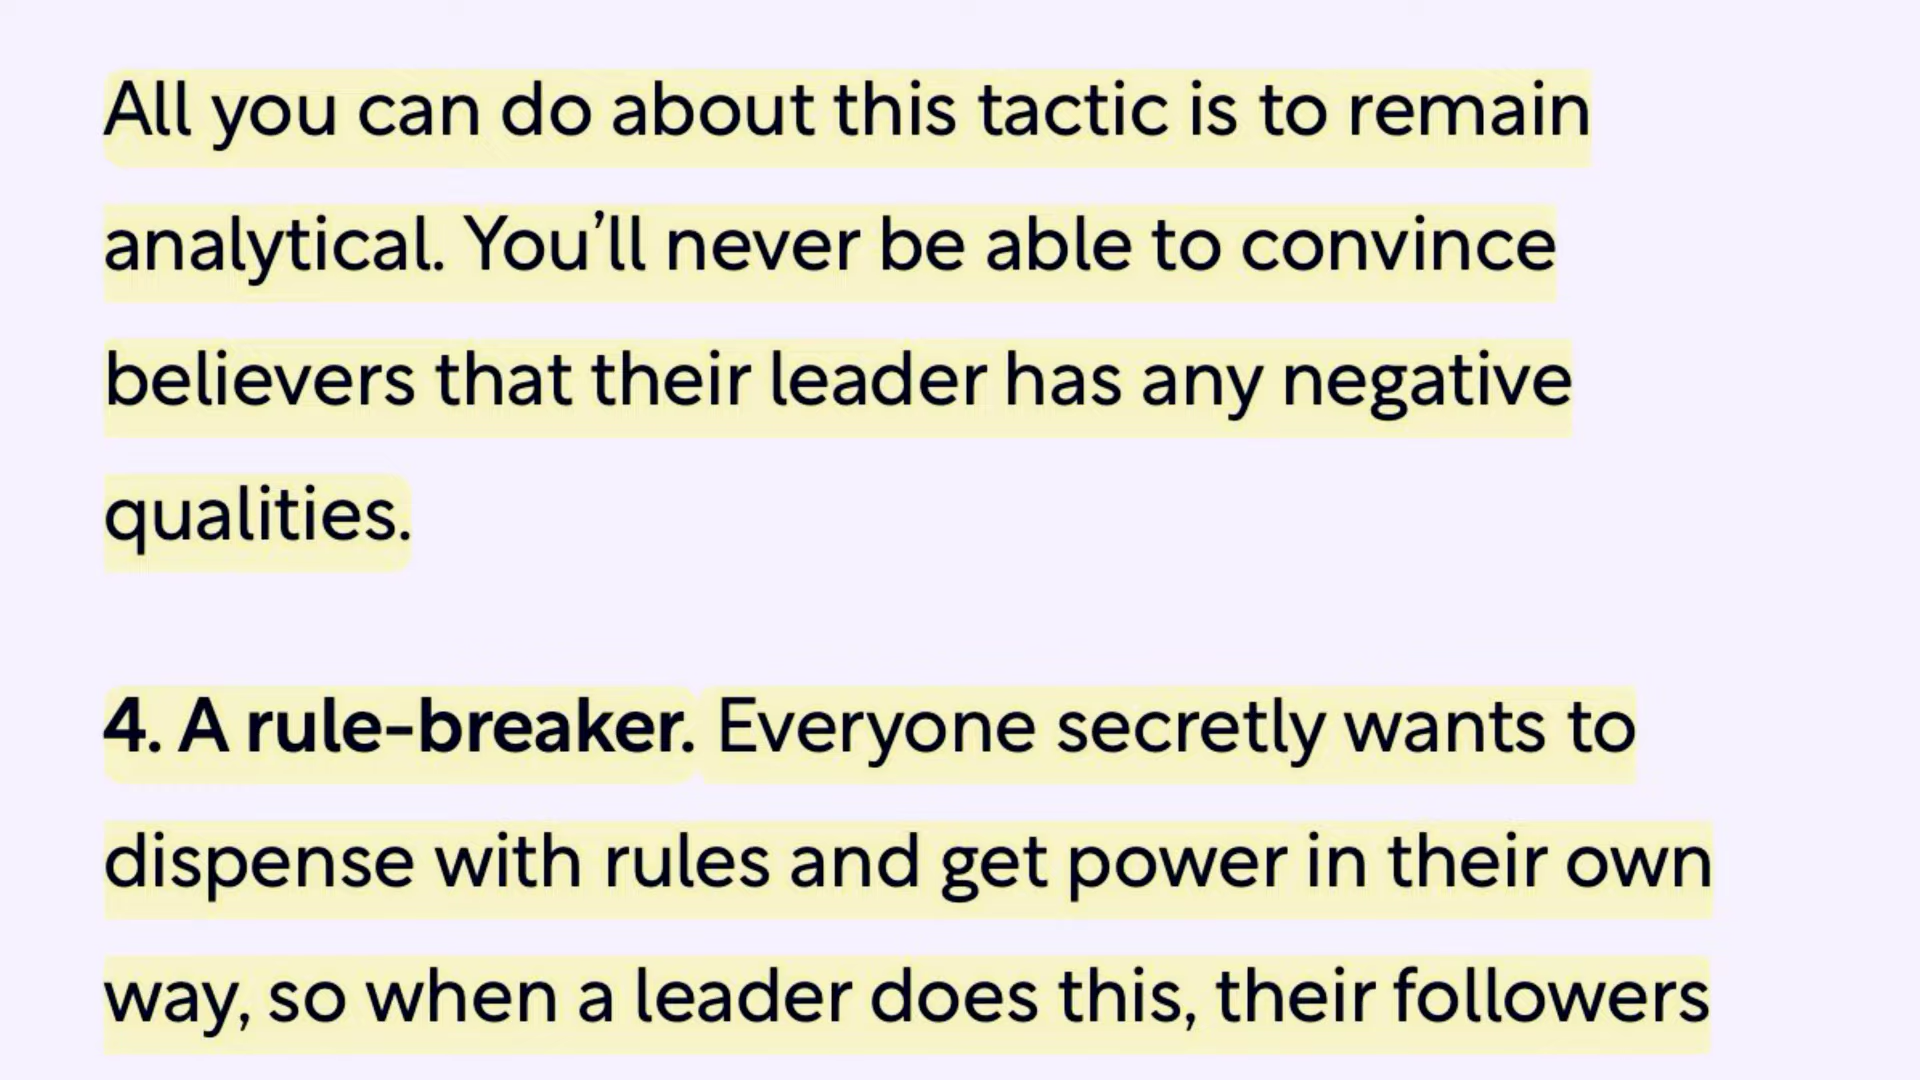 All you can do about this tactic is to remain
analytical. You’ll never be able to convince
believers that their leader has any negative
qualities.
4. A rule-breaker. Everyone secretly wants to
dispense with rules and get power in their own
way, so when a leader does this, their followers